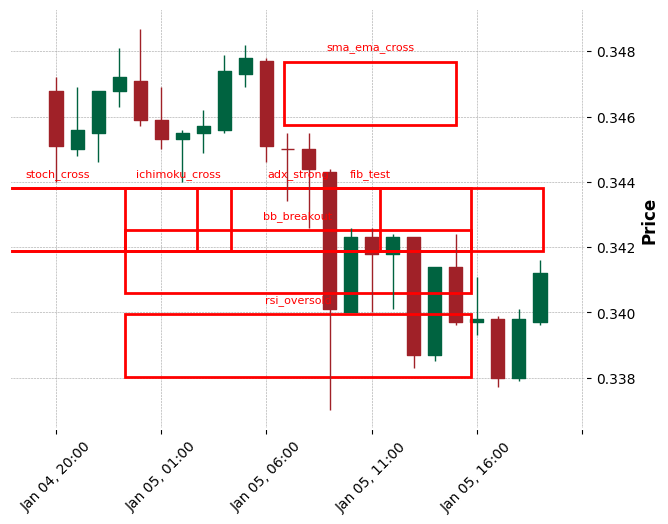 sma_ema_cross
0.348
0.346
stoch_cross
ichimoku_cross
adx_strong
fib_test
0.344
Price
bb_breakout
0.342
rsi_oversold
0.340
0.338
Jan 04, 20:00
Jan 05, 01:00
Jan 05, 06:00
Jan 05, 11:00
Jan 05, 16:00